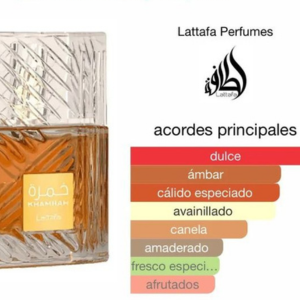 Lattafa Perfumes
لطافة
Lattafa
acordes principales
dulce
ámbar
cálido especiado
avainillado
canela
amaderado
fresco especi...
afrutados
خمرة
KHAMRAH
LATTAFA